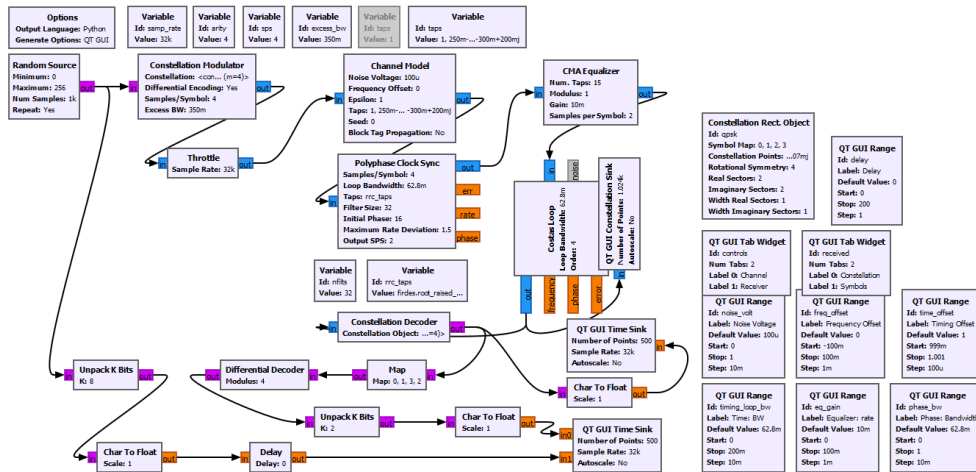 Options
Output Language: Python
Generate Options: QT GUI
Variable
Id: samp_rate
Value: 32k
Variable
Id: arity
Value: 4
Variable
Id: sps
Value: 4
Variable
Id: excess_bw
Value: 350m
Variable
Id: taps
Value: 1
Variable
Id: taps
Value: 1, 250m-... -300m+200mj
Random Source
Minimum: 0
Maximum: 256
Num Samples: 1k
Repeat: Yes
out
Constellation Modulator
Constellation: <con... (m=4)>
Differential Encoding: Yes
Samples/Symbol: 4
Excess BW: 350m
in
out
Throttle
Sample Rate: 32k
in
out
Channel Model
Noise Voltage: 100u
Frequency Offset: 0
Epsilon: 1
Taps: 1, 250m-... -300m+200mj
Seed: 0
Block Tag Propagation: No
in
out
Polyphase Clock Sync
Samples/Symbol: 4
Loop Bandwidth: 62.8m
Taps: rrc_taps
Filter Size: 32
Initial Phase: 16
Maximum Rate Deviation: 1.5
Output SPS: 2
in
out
err
rate
phase
CMA Equalizer
Num. Taps: 15
Modulus: 1
Gain: 10m
Samples per Symbol: 2
in
out
Costas Loop
Loop Bandwidth: 62.8m
Order: 4
in
noise
out
frequency
phase
error
QT GUI Constellation Sink
Number of Points: 1.024k
Autoscale: No
in
Constellation Rect. Object
Id: qpsk
Symbol Map: 0, 1, 2, 3
Constellation Points: ...07mj
Rotational Symmetry: 4
Real Sectors: 2
Imaginary Sectors: 2
Width Real Sectors: 1
Width Imaginary Sectors: 1
QT GUI Range
Id: delay
Label: Delay
Default Value: 0
Start: 0
Stop: 200
Step: 1
QT GUI Tab Widget
Id: controls
Num Tabs: 2
Label 0: Channel
Label 1: Receiver
QT GUI Tab Widget
Id: received
Num Tabs: 2
Label 0: Constellation
Label 1: Symbols
Variable
Id: nfilts
Value: 32
Variable
Id: rrc_taps
Value: firdes.root_raised_...
QT GUI Range
Id: noise_volt
Label: Noise Voltage
Default Value: 100u
Start: 0
Stop: 1
Step: 10m
QT GUI Range
Id: freq_offset
Label: Frequency Offset
Default Value: 0
Start: -100m
Stop: 100m
Step: 1m
QT GUI Range
Id: time_offset
Label: Timing Offset
Default Value: 1
Start: 999m
Stop: 1.001
Step: 100u
Constellation Decoder
Constellation Object: ...=4)>
in
out
QT GUI Time Sink
Number of Points: 500
Sample Rate: 32k
Autoscale: No
in
Unpack K Bits
K: 8
in
out
Differential Decoder
Modulus: 4
out
in
Map
Map: 0, 1, 3, 2
out
in
Char To Float
Scale: 1
in
out
QT GUI Range
Id: timing_loop_bw
Label: Time: BW
Default Value: 62.8m
Start: 0
Stop: 200m
Step: 10m
QT GUI Range
Id: eq_gain
Label: Equalizer: rate
Default Value: 10m
Start: 0
Stop: 100m
Step: 1m
QT GUI Range
Id: phase_bw
Label: Phase: Bandwidth
Default Value: 62.8m
Start: 0
Stop: 1
Step: 10m
Unpack K Bits
K: 2
in
out
Char To Float
Scale: 1
in
out
QT GUI Time Sink
Number of Points: 500
Sample Rate: 32k
Autoscale: No
in0
in1
Char To Float
Scale: 1
in
out
Delay
Delay: 0
in
out